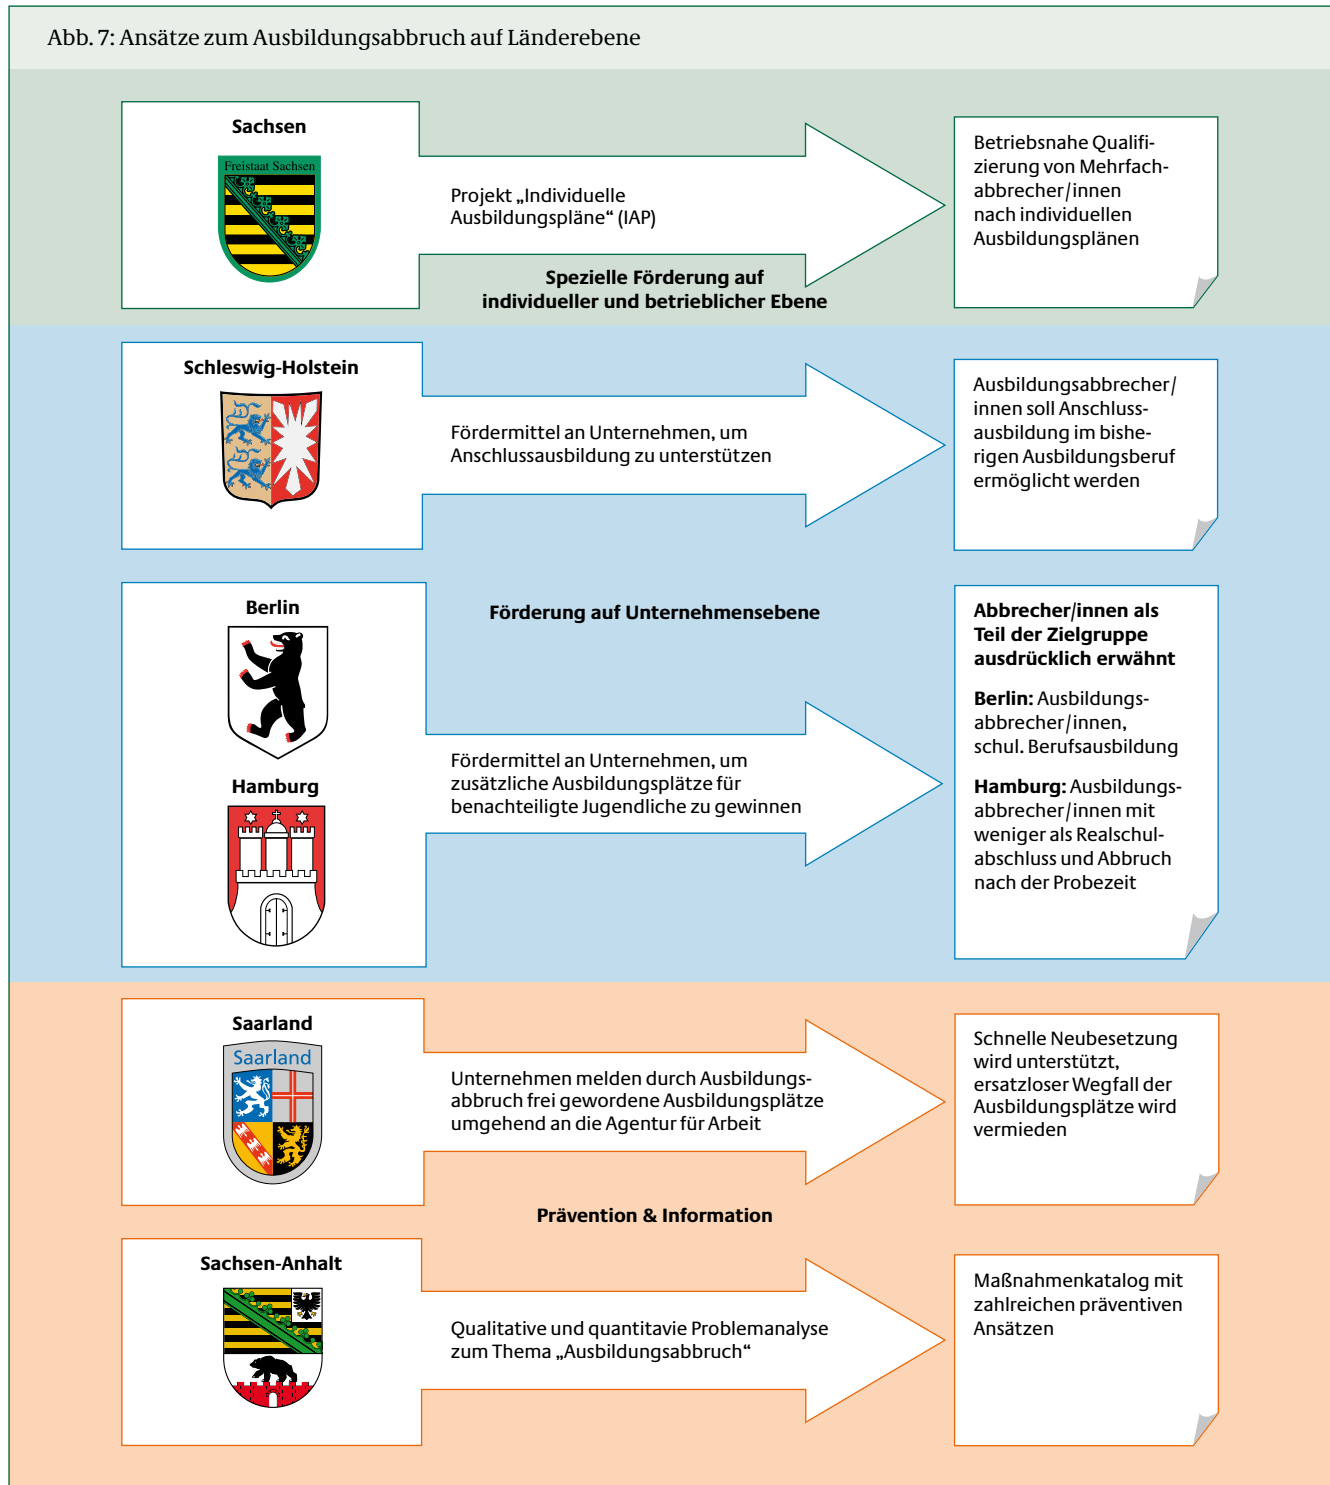 Abb. 7: Ansätze zum Ausbildungsabbruch auf Länderebene
Sachsen
Freistaat Sachsen
Projekt „Individuelle
Ausbildungspläne“ (IAP)
Betriebsnahe Qualifi-
zierung von Mehrfach-
abbrecher/innen
nach individuellen
Ausbildungsplänen
Spezielle Förderung auf
individueller und betrieblicher Ebene
Schleswig-Holstein
Fördermittel an Unternehmen, um
Anschlussausbildung zu unterstützen
Ausbildungsabbrecher/
innen soll Anschluss-
ausbildung im bishe-
rigen Ausbildungsberuf
ermöglicht werden
Förderung auf Unternehmensebene
Berlin
Hamburg
Fördermittel an Unternehmen, um
zusätzliche Ausbildungsplätze für
benachteiligte Jugendliche zu gewinnen
Abbrecher/innen als
Teil der Zielgruppe
ausdrücklich erwähnt
Berlin: Ausbildungs-
abbrecher/innen,
schul. Berufsausbildung
Hamburg: Ausbildungs-
abbrecher/innen mit
weniger als Realschul-
abschluss und Abbruch
nach der Probezeit
Saarland
Saarland
Unternehmen melden durch Ausbildungs-
abbruch frei gewordene Ausbildungsplätze
umgehend an die Agentur für Arbeit
Schnelle Neubesetzung
wird unterstützt,
ersatzloser Wegfall der
Ausbildungsplätze wird
vermieden
Prävention & Information
Sachsen-Anhalt
Qualitative und quantitavie Problemanalyse
zum Thema „Ausbildungsabbruch“
Maßnahmenkatalog mit
zahlreichen präventiven
Ansätzen